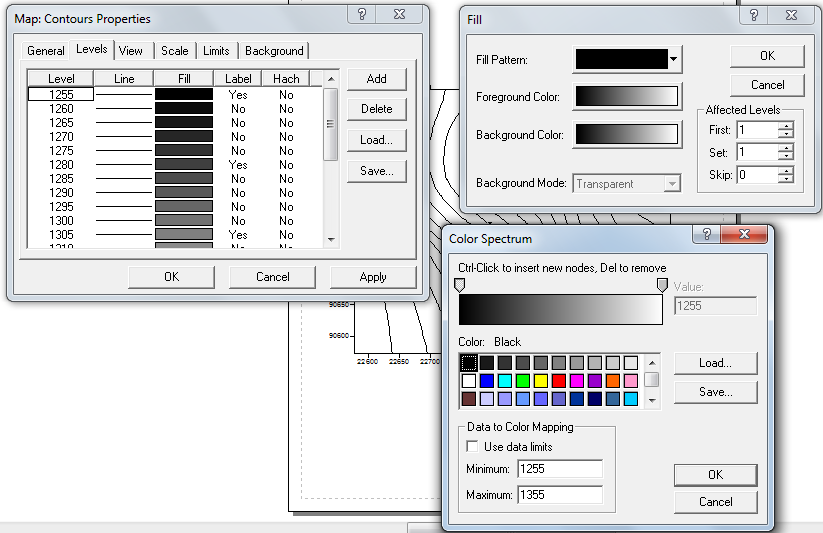 Map: Contours Properties
General Levels View Scale Limits Background
Level Line Fill Label Hach
1255 Yes No
1260 No No
1265 No No
1270 No No
1275 No No
1280 Yes No
1285 No No
1290 No No
1295 No No
1300 No No
1305 Yes No
1310 No No
Add
Delete
Load...
Save...
OK Cancel Apply
Fill
Fill Pattern:
Foreground Color:
Background Color:
Background Mode: Transparent
OK
Cancel
Affected Levels
First: 1
Set: 1
Skip: 0
Color Spectrum
Ctrl-Click to insert new nodes, Del to remove
Value:
1255
Color: Black
Load...
Save...
Data to Color Mapping
Use data limits
Minimum: 1255
Maximum: 1355
OK
Cancel
90650
90600
22600 22650 22700